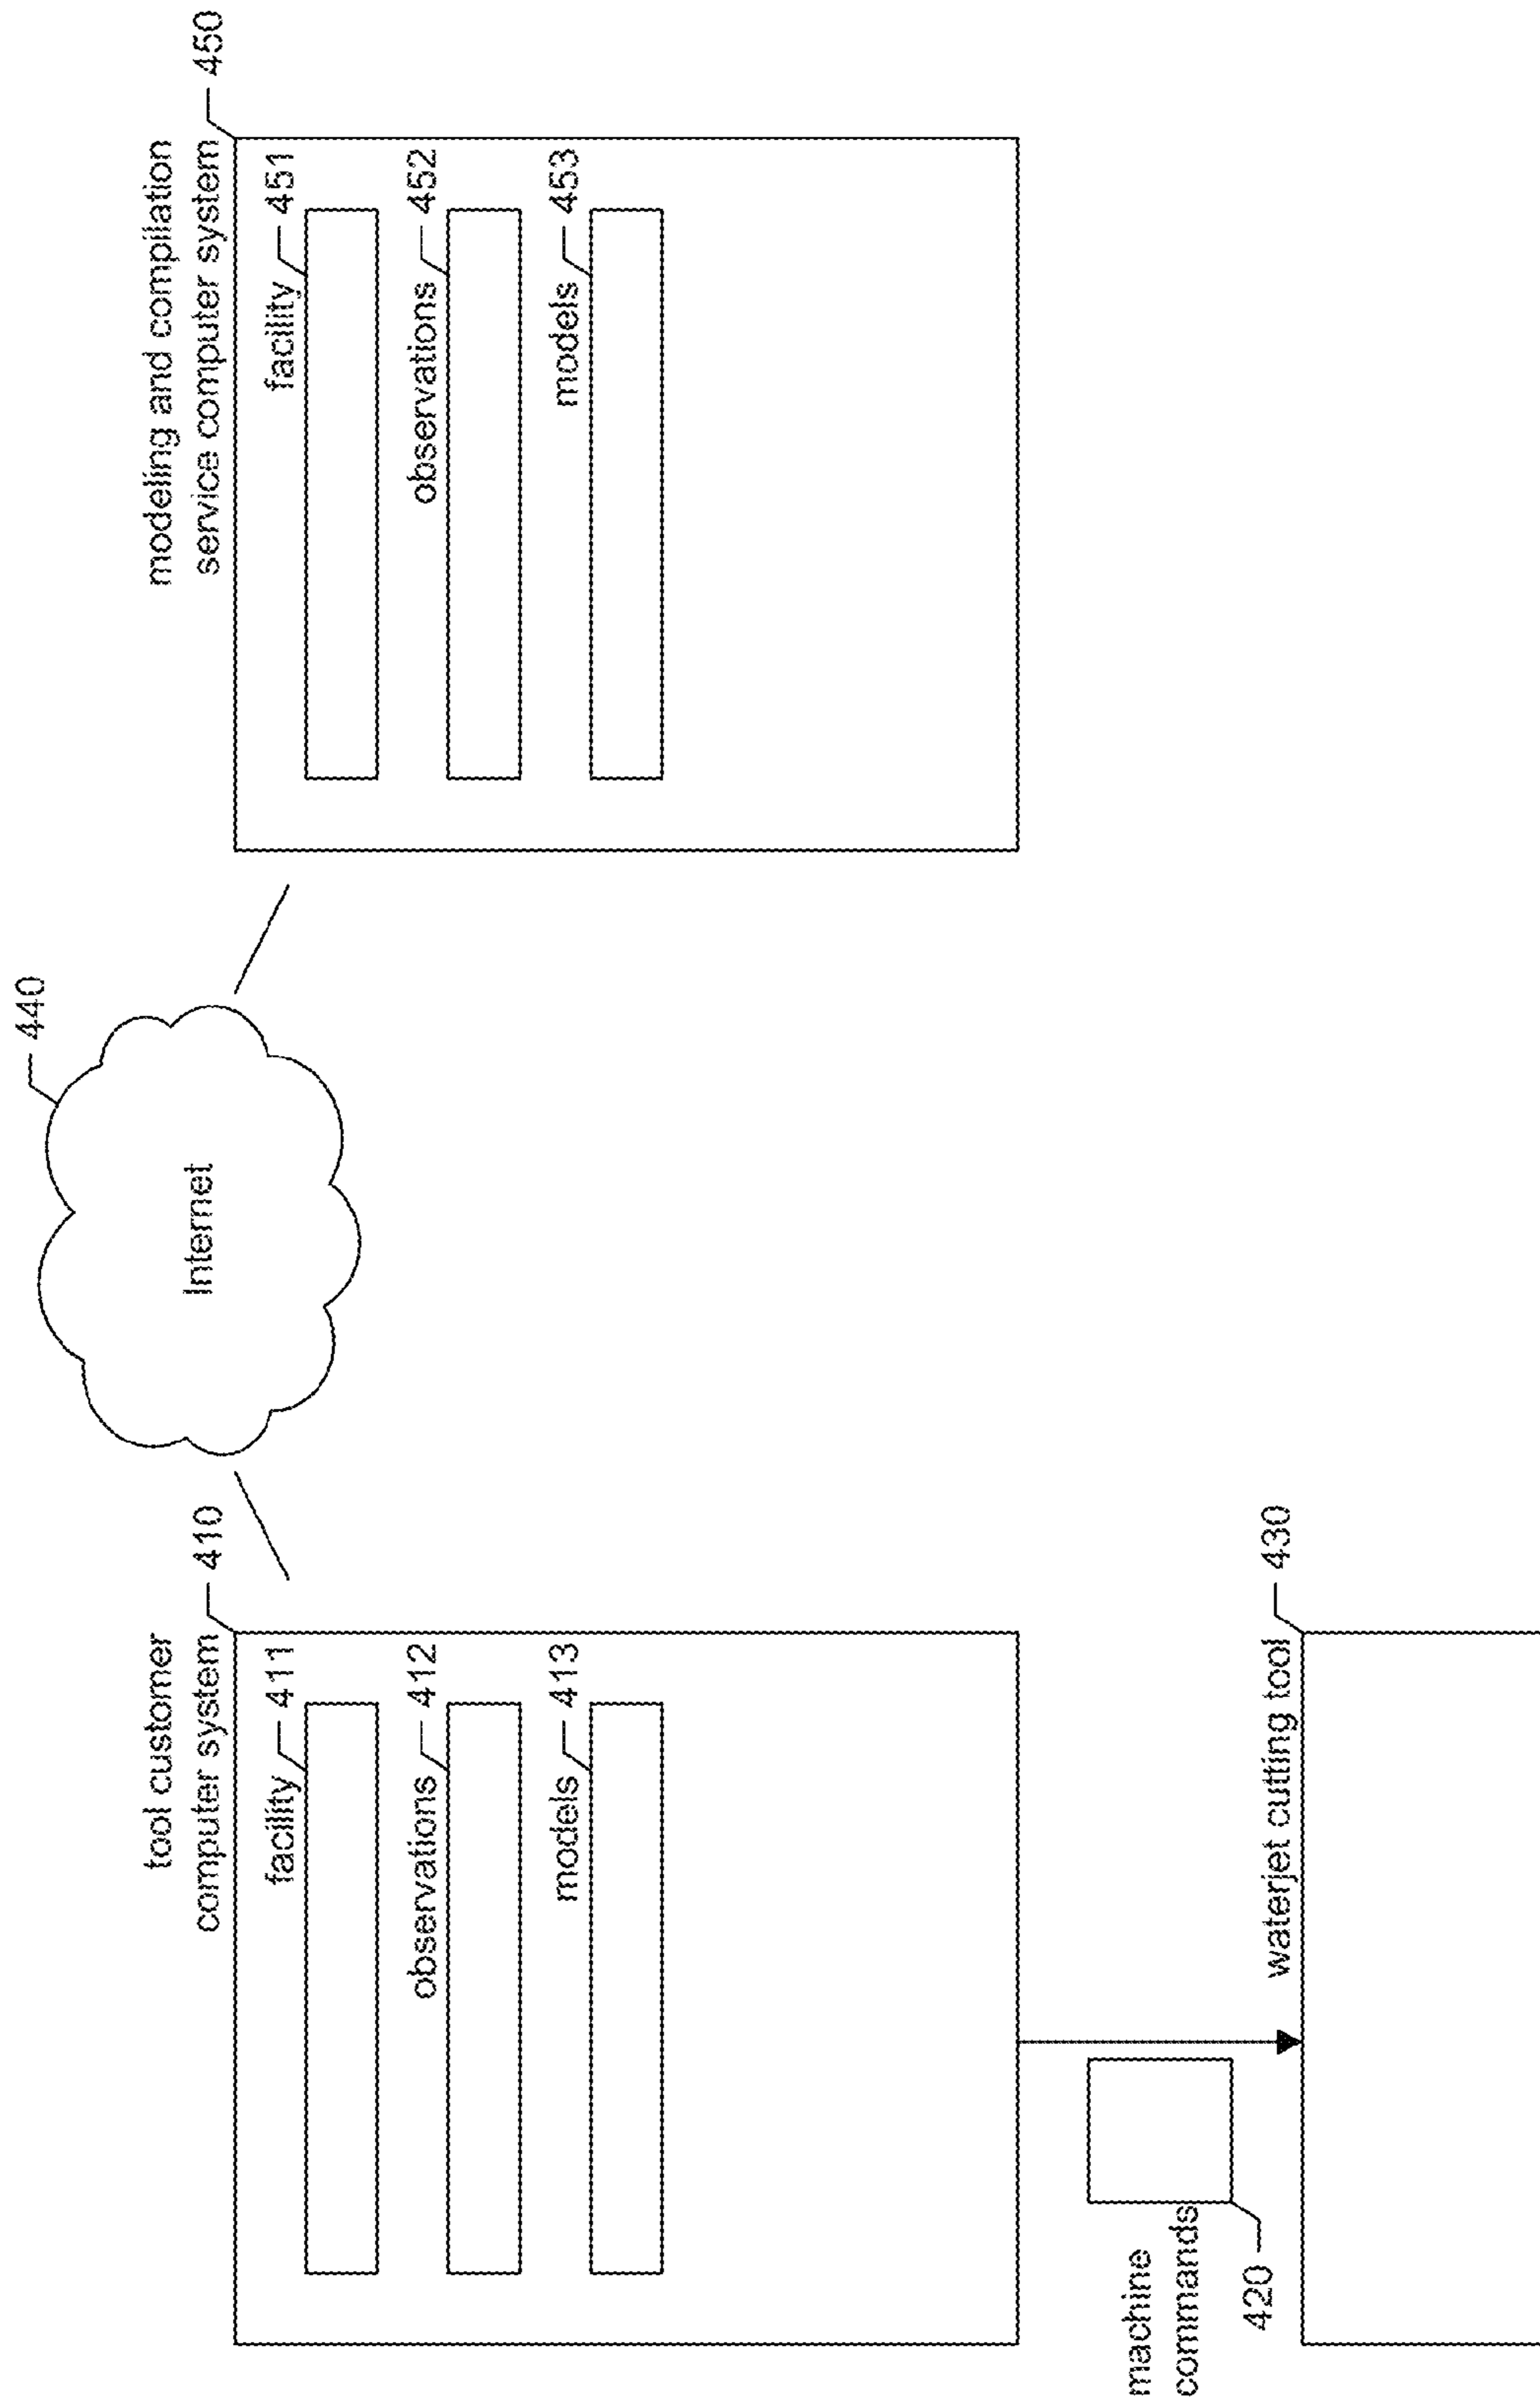 440
Internet
tool customer
computer system
410
facility
411
observations
412
models
413
modeling and compilation
service computer system
450
facility
451
observations
452
models
453
machine
commands
420
waterjet cutting tool
430